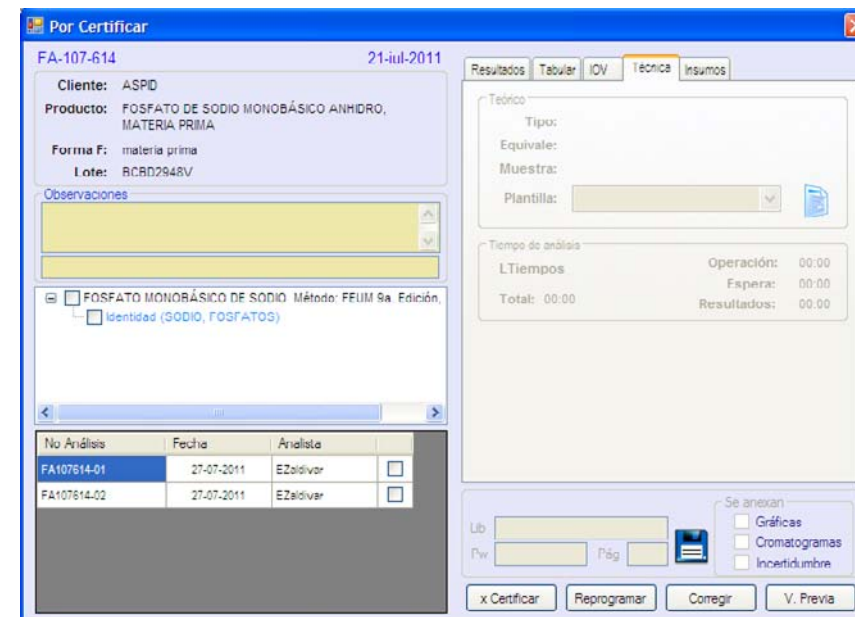 Por Certificar
FA-107-614 21-jul-2011
Cliente: ASPID
Producto: FOSFATO DE SODIO MONOBÁSICO ANHIDRO,
MATERIA PRIMA
Forma F: materia prima
Lote: BCBD2948V
Observaciones
FOSFATO MONOBÁSICO DE SODIO Método: FEUM 9a. Edición,
Identidad (SODIO, FOSFATOS)
No Análisis Fecha Analista
FA107614-01 27-07-2011 EZaldivar
FA107614-02 27-07-2011 EZaldivar
Resultados Tabular IOV Técnica Insumos
Teórico
Tipo:
Equivale:
Muestra:
Plantilla:
Tiempo de análisis
LTiempos Operación: 00:00
Espera: 00:00
Total: 00:00 Resultados: 00:00
Lib
Pw Pág
Se anexan
Gráficas
Cromatogramas
Incertidumbre
x Certificar Reprogramar Corregir V. Previa